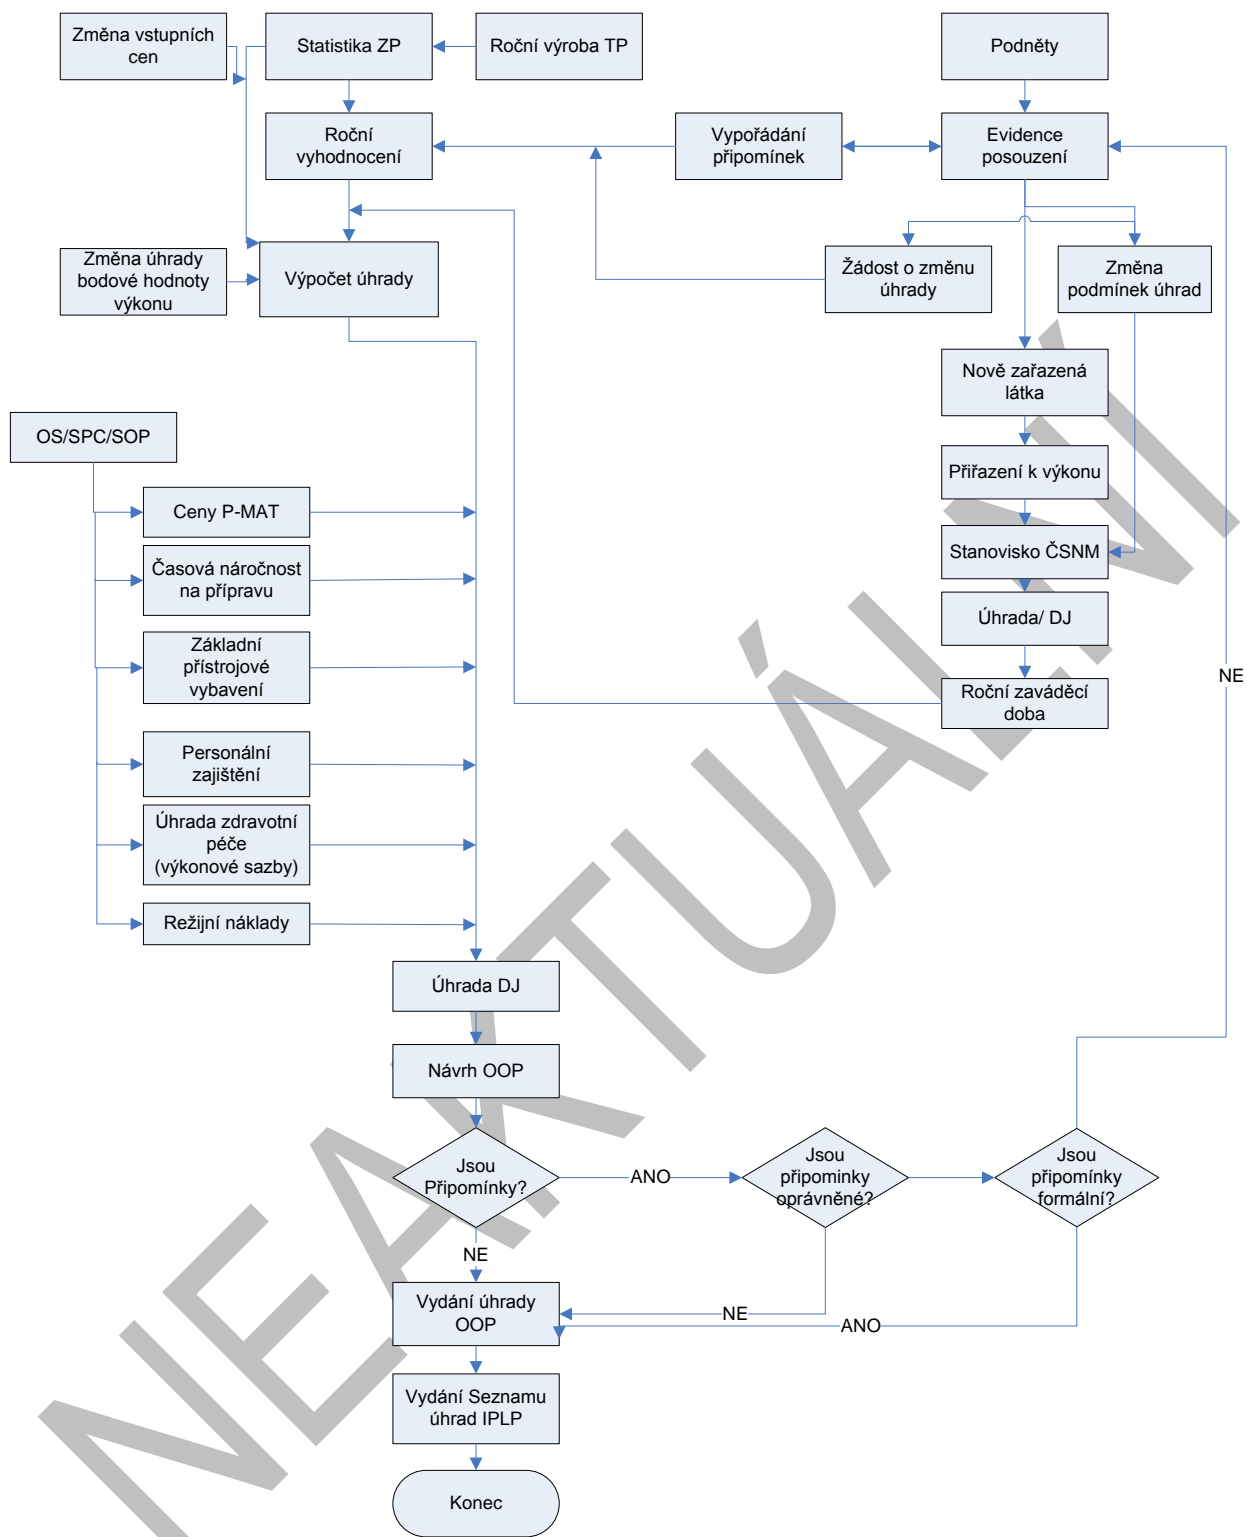 Změna vstupních
cen
Statistika ZP
Roční výroba TP
Podněty
Roční
vyhodnocení
Vypořádání
připomínek
Evidence
posouzení
Změna úhrady
bodové hodnoty
výkonu
Výpočet úhrady
Žádost o změnu
úhrady
Změna
podmínek úhrad
Nově zařazená
látka
OS/SPC/SOP
Přiřazení k výkonu
Ceny P-MAT
Stanovisko ČSNM
Časová náročnost
na přípravu
Úhrada/ DJ
Základní
přístrojové
vybavení
NE
Roční zaváděcí
doba
Personální
zajištění
Úhrada zdravotní
péče
(výkonové sazby)
Režijní náklady
Úhrada DJ
Návrh OOP
Jsou
Připomínky?
ANO
Jsou
připominky
oprávněné?
Jsou
připomínky
formální?
NE
Vydání úhrady
OOP
NE
ANO
Vydání Seznamu
úhrad IPLP
Konec
NEAKTUÁLNÍ